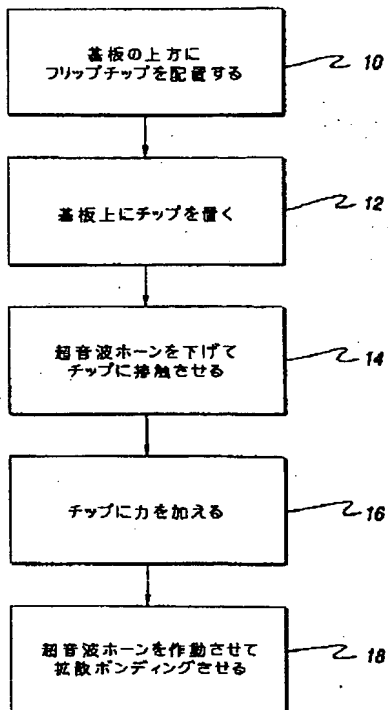 基板の上方に
フリップチップを配置する
10
基板上にチップを置く
12
超音波ホーンを下げて
チップに接触させる
14
チップに力を加える
16
超音波ホーンを作動させて
拡散ボンディングさせる
18